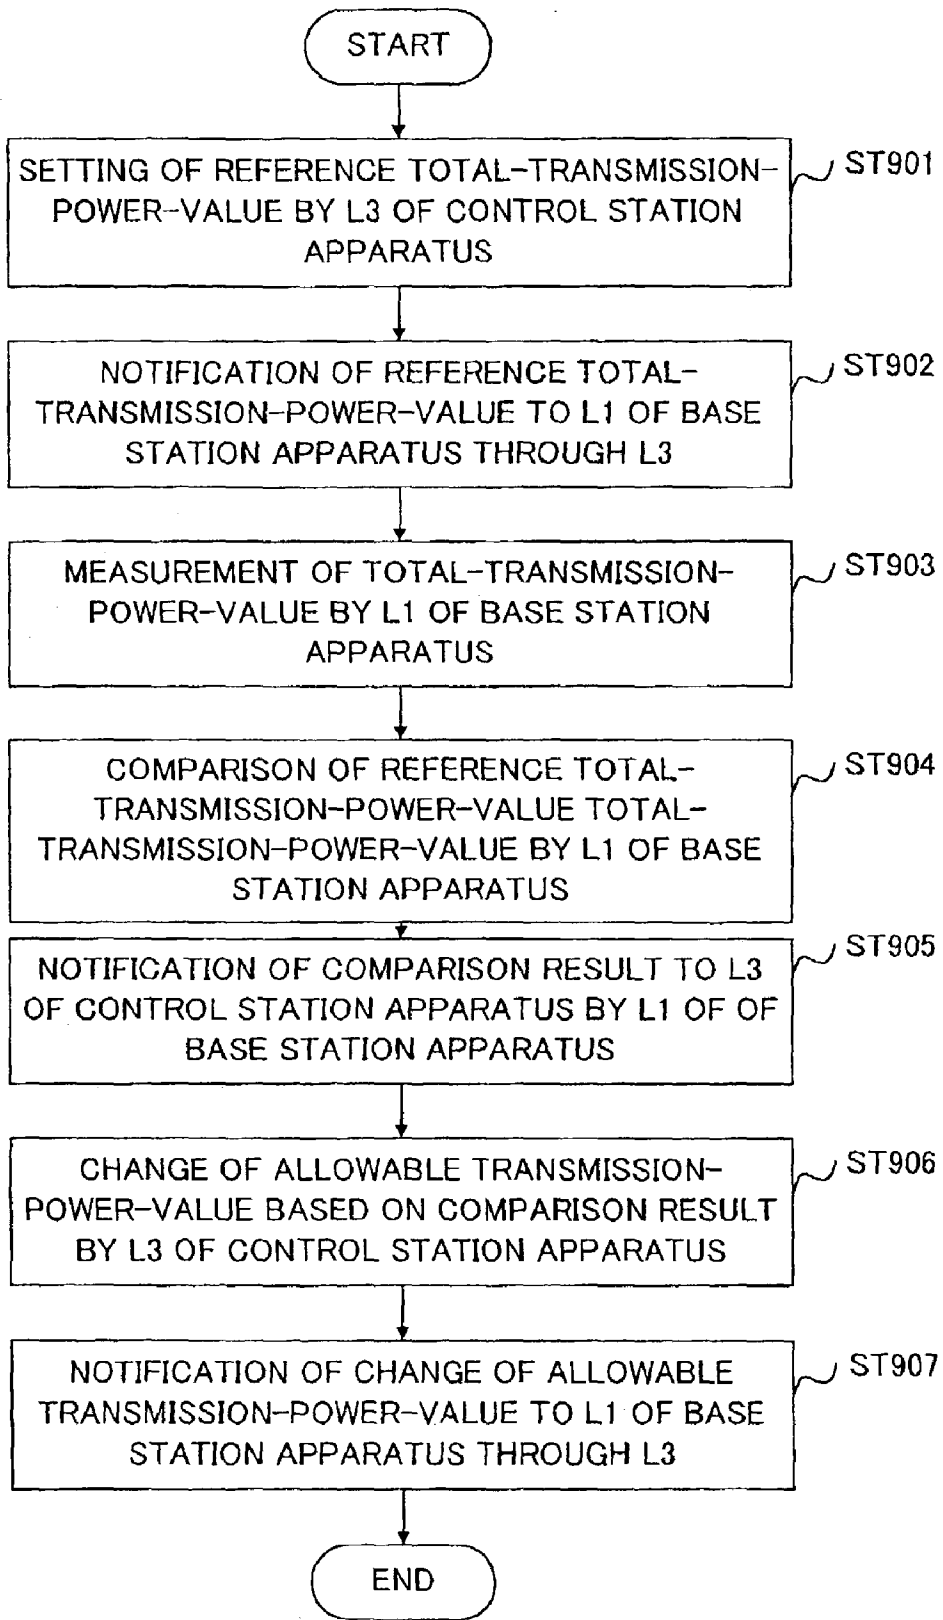 START
SETTING OF REFERENCE TOTAL-TRANSMISSION-
POWER-VALUE BY L3 OF CONTROL STATION
APPARATUS
ST901
NOTIFICATION OF REFERENCE TOTAL-
TRANSMISSION-POWER-VALUE TO L1 OF BASE
STATION APPARATUS THROUGH L3
ST902
MEASUREMENT OF TOTAL-TRANSMISSION-
POWER-VALUE BY L1 OF BASE STATION
APPARATUS
ST903
COMPARISON OF REFERENCE TOTAL-
TRANSMISSION-POWER-VALUE TOTAL-
TRANSMISSION-POWER-VALUE BY L1 OF BASE
STATION APPARATUS
ST904
NOTIFICATION OF COMPARISON RESULT TO L3
OF CONTROL STATION APPARATUS BY L1 OF OF
BASE STATION APPARATUS
ST905
CHANGE OF ALLOWABLE TRANSMISSION-
POWER-VALUE BASED ON COMPARISON RESULT
BY L3 OF CONTROL STATION APPARATUS
ST906
NOTIFICATION OF CHANGE OF ALLOWABLE
TRANSMISSION-POWER-VALUE TO L1 OF BASE
STATION APPARATUS THROUGH L3
ST907
END